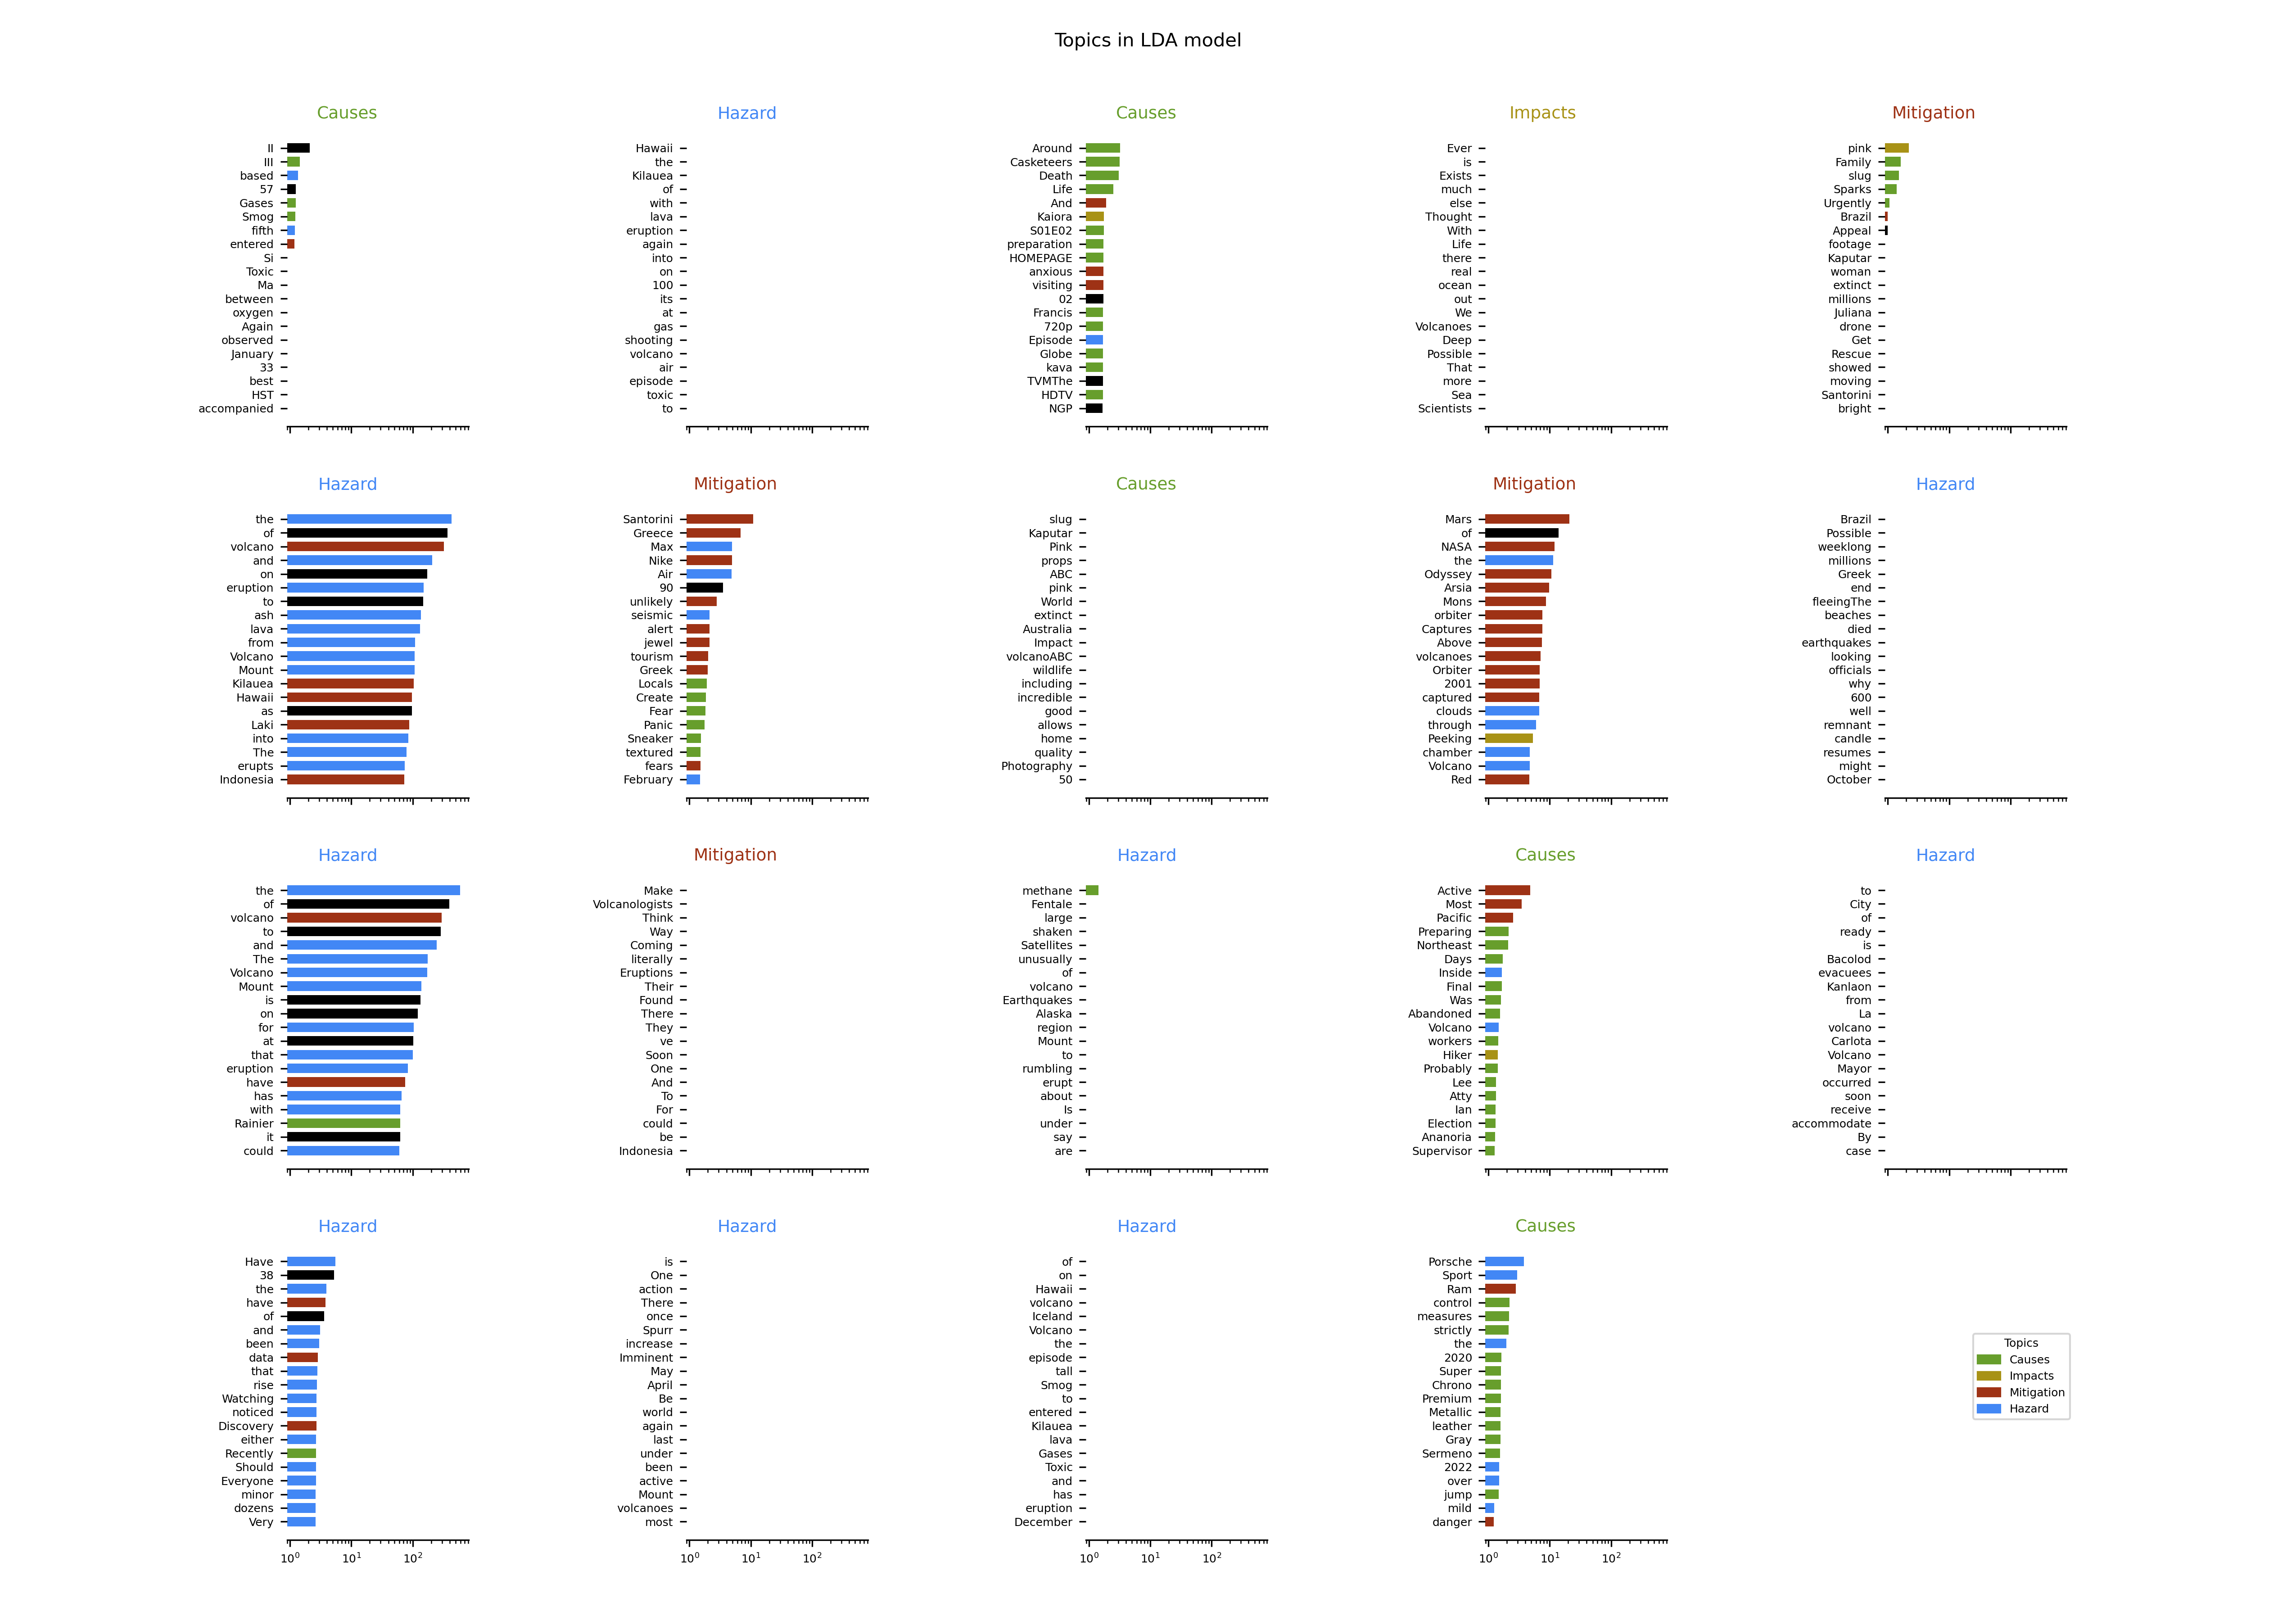 Topics in LDA model
Causes
II
III
based
57
Gases
Smog
fifth
entered
Si
Toxic
Ma
between
oxygen
Again
observed
January
33
best
HST
accompanied
Hazard
Hawaii
the
Kilauea
of
with
lava
eruption
again
into
on
100
its
at
gas
shooting
volcano
air
episode
toxic
to
Causes
Around
Casketeers
Death
Life
And
Kaiora
S01E02
preparation
HOMEPAGE
anxious
visiting
02
Francis
720p
Episode
Globe
kava
TVMThe
HDTV
NGP
Impacts
Ever
is
Exists
much
else
Thought
With
Life
there
real
ocean
out
We
Volcanoes
Deep
Possible
That
more
Sea
Scientists
Mitigation
pink
Family
slug
Sparks
Urgently
Brazil
Appeal
footage
Kaputar
woman
extinct
millions
Juliana
drone
Get
Rescue
showed
moving
Santorini
bright
Hazard
the
of
volcano
and
on
eruption
to
ash
lava
from
Volcano
Mount
Kilauea
Hawaii
as
Laki
into
The
erupts
Indonesia
Mitigation
Santorini
Greece
Max
Nike
Air
90
unlikely
seismic
alert
jewel
tourism
Greek
Locals
Create
Fear
Panic
Sneaker
textured
fears
February
Causes
slug
Kaputar
Pink
props
ABC
pink
World
extinct
Australia
Impact
volcanoABC
wildlife
including
incredible
good
allows
home
quality
Photography
50
Mitigation
Mars
of
NASA
the
Odyssey
Arsia
Mons
orbiter
Captures
Above
volcanoes
Orbiter
2001
captured
clouds
through
Peeking
chamber
Volcano
Red
Hazard
Brazil
Possible
weeklong
millions
Greek
end
fleeingThe
beaches
died
earthquakes
looking
officials
why
600
well
remnant
candle
resumes
might
October
Hazard
the
of
volcano
to
and
The
Volcano
Mount
is
on
for
at
that
eruption
have
has
with
Rainier
it
could
Mitigation
Make
Volcanologists
Think
Way
Coming
literally
Eruptions
Their
Found
There
They
ve
Soon
One
And
To
For
could
be
Indonesia
Hazard
methane
Fentale
large
shaken
Satellites
unusually
of
volcano
Earthquakes
Alaska
region
Mount
to
rumbling
erupt
about
Is
under
say
are
Causes
Active
Most
Pacific
Preparing
Northeast
Days
Inside
Final
Was
Abandoned
Volcano
workers
Hiker
Probably
Lee
Atty
Ian
Election
Ananoria
Supervisor
Hazard
to
City
of
ready
is
Bacolod
evacuees
Kanlaon
from
La
volcano
Carlota
Volcano
Mayor
occurred
soon
receive
accommodate
By
case
Hazard
Have
38
the
have
of
and
been
data
that
rise
Watching
noticed
Discovery
either
Recently
Should
Everyone
minor
dozens
Very
10⁰ 10¹ 10²
Hazard
is
One
action
There
once
Spurr
increase
Imminent
May
April
Be
world
again
last
under
been
active
Mount
volcanoes
most
10⁰ 10¹ 10²
Hazard
of
on
Hawaii
volcano
Iceland
Volcano
the
episode
tall
Smog
to
entered
Kilauea
lava
Gases
Toxic
and
has
eruption
December
10⁰ 10¹ 10²
Causes
Porsche
Sport
Ram
control
measures
strictly
the
2020
Super
Chrono
Premium
Metallic
leather
Gray
Sermeno
2022
over
jump
mild
danger
10⁰ 10¹ 10²
Topics
Causes
Impacts
Mitigation
Hazard